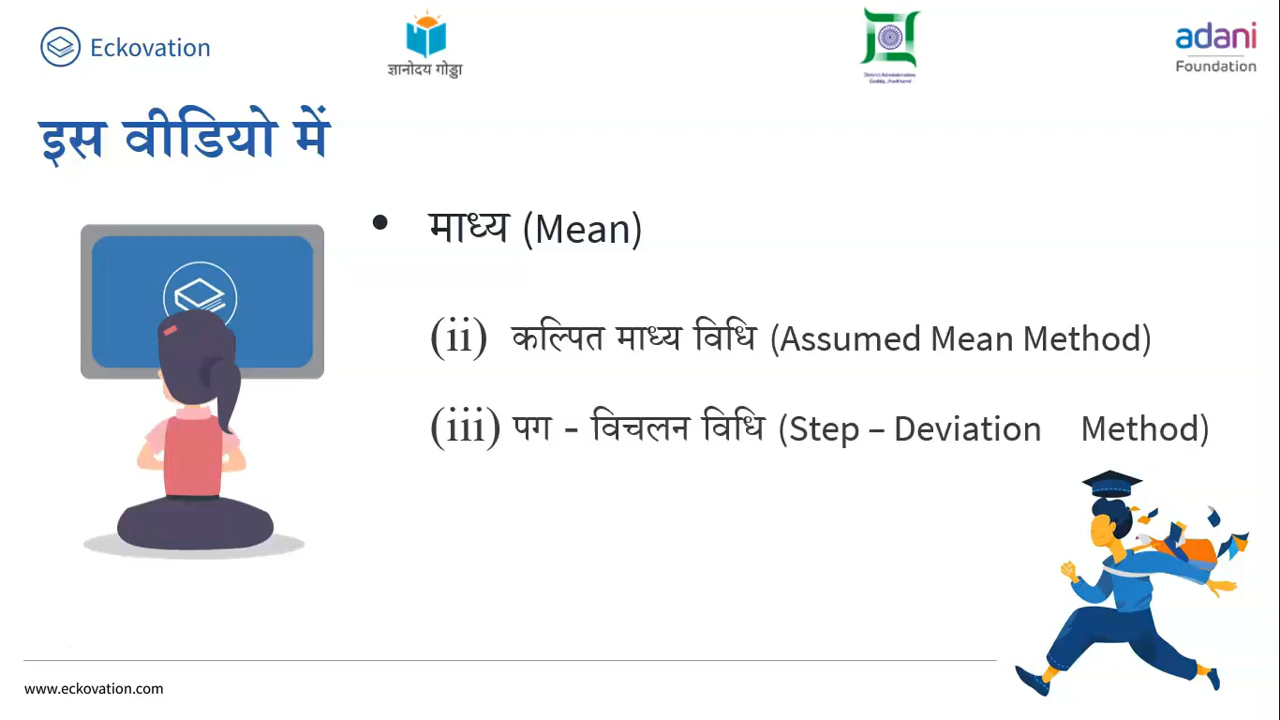 Eckovation
ज्ञानोदय गोड्डा
adani
Foundation
इस वीडियो में
• माध्य (Mean)
(ii) कल्पित माध्य विधि (Assumed Mean Method)
(iii) पग - विचलन विधि (Step – Deviation Method)
www.eckovation.com